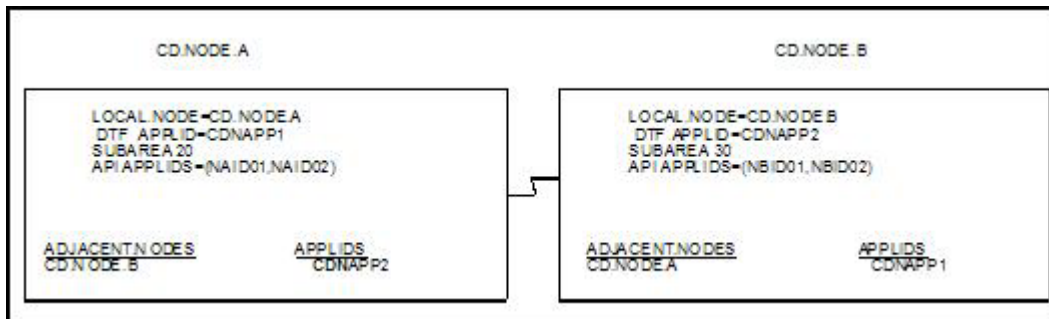 CD.NODE.A
CD.NODE.B
LOCAL.NODE=CD.NODE.A
DTF APPLID=CDNAPP1
SUBAREA 20
API APPLIDS=(NAID01,NAID02)
ADJACENT.NODES APPLIDS
CD.NODE.B CDNAPP2
LOCAL.NODE=CD.NODE.B
DTF APPLID=CDNAPP2
SUBAREA 30
API APPLIDS=(NBID01,NBID02)
ADJACENT.NODES APPLIDS
CD.NODE.A CDNAPP1